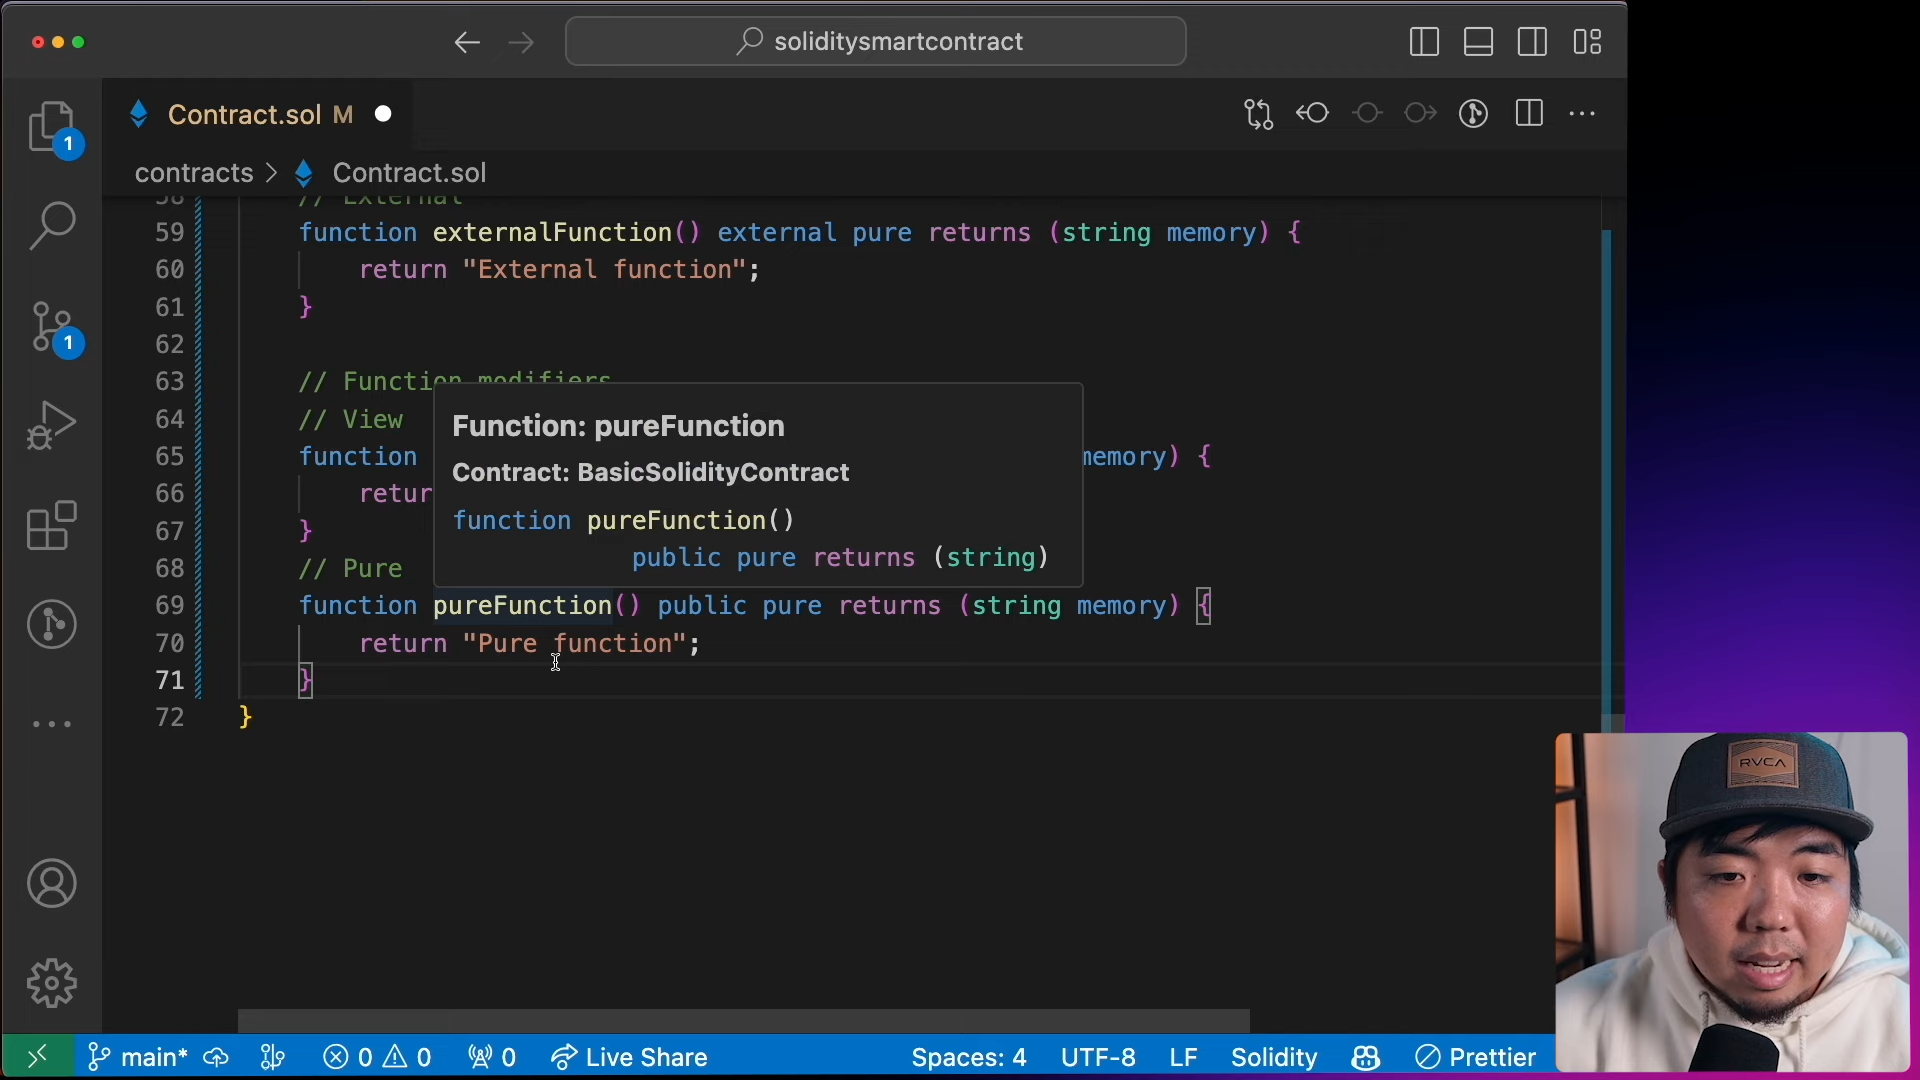 soliditysmartcontract
Contract.sol M
contracts > Contract.sol
1
58 // External
59 function externalFunction() external pure returns (string memory) {
60 return "External function";
61 }
62
63 // Function modifiers
64 // View
65 function memory) {
66 retur
67 }
68 // Pure
69 function pureFunction() public pure returns (string memory) {
70 return "Pure function";
71 }
72 }
Function: pureFunction
Contract: BasicSolidityContract
function pureFunction()
public pure returns (string)
1
RVCA
main* 0 0 0 Live Share Spaces: 4 UTF-8 LF Solidity Prettier